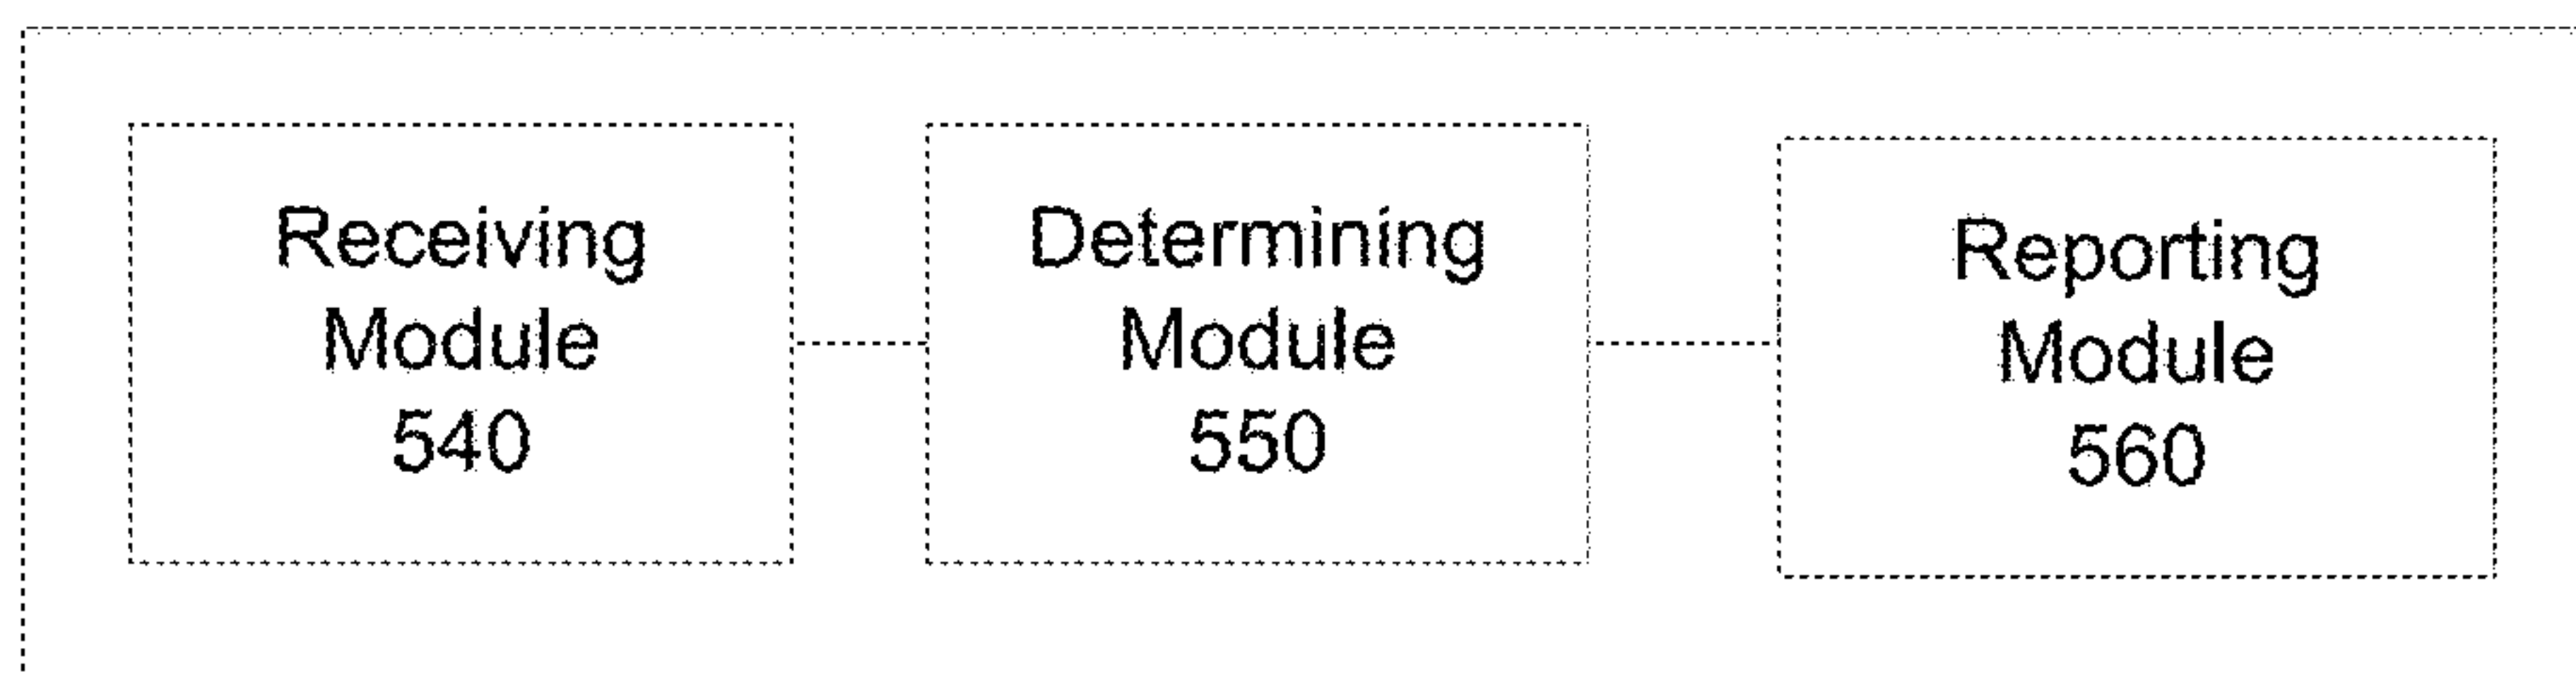 Receiving
Module
540
Determining
Module
550
Reporting
Module
560